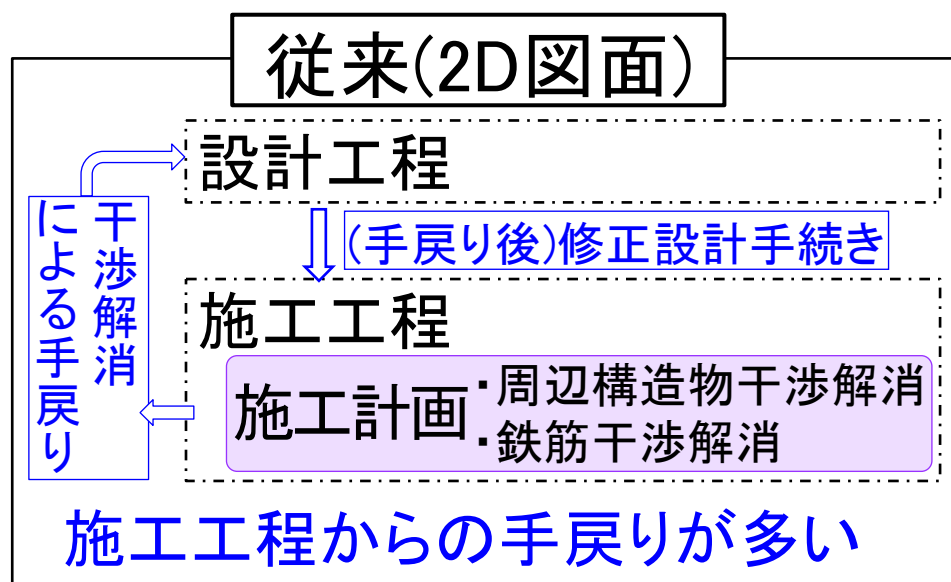 従来(2D図面)
設計工程
(手戻り後)修正設計手続き
干渉解消
による手戻り
施工工程
施工計画
・周辺構造物干渉解消
・鉄筋干渉解消
施工工程からの手戻りが多い